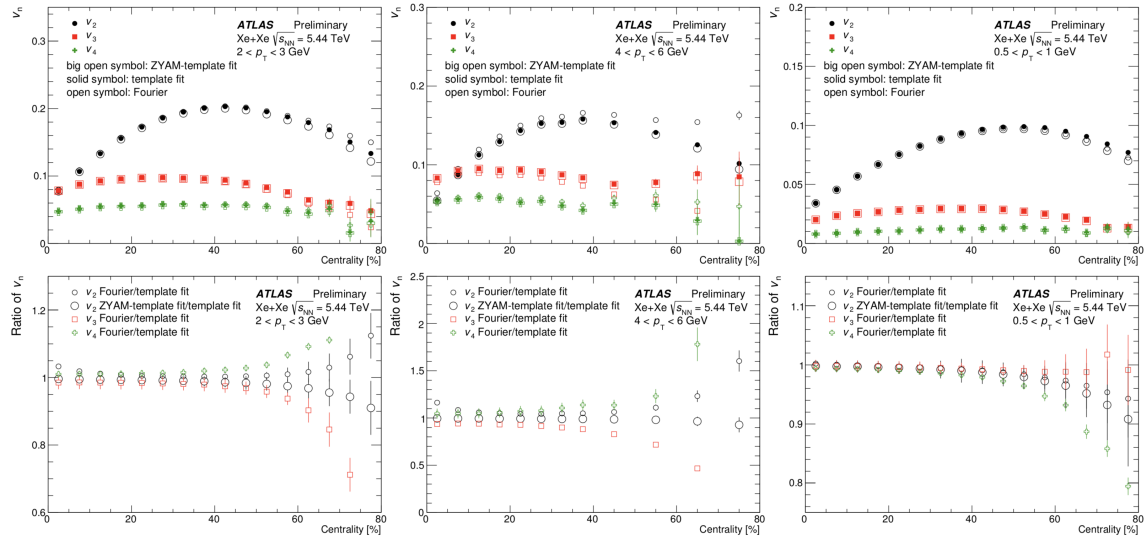 v_n
0.3
0.2
0.1
0
v_2
v_3
v_4
ATLAS Preliminary
Xe+Xe √s_NN = 5.44 TeV
2 < p_T < 3 GeV
big open symbol: ZYAM-template fit
solid symbol: template fit
open symbol: Fourier
0 20 40 60 80
Centrality [%]
v_n
0.3
0.2
0.1
0
v_2
v_3
v_4
ATLAS Preliminary
Xe+Xe √s_NN = 5.44 TeV
4 < p_T < 6 GeV
big open symbol: ZYAM-template fit
solid symbol: template fit
open symbol: Fourier
0 20 40 60 80
Centrality [%]
v_n
0.2
0.15
0.1
0.05
0
v_2
v_3
v_4
ATLAS Preliminary
Xe+Xe √s_NN = 5.44 TeV
0.5 < p_T < 1 GeV
big open symbol: ZYAM-template fit
solid symbol: template fit
open symbol: Fourier
0 20 40 60 80
Centrality [%]
Ratio of v_n
1.2
1
0.8
0.6
v_2 Fourier/template fit
v_2 ZYAM-template fit/template fit
v_3 Fourier/template fit
v_4 Fourier/template fit
ATLAS Preliminary
Xe+Xe √s_NN = 5.44 TeV
2 < p_T < 3 GeV
0 20 40 60 80
Centrality [%]
Ratio of v_n
2.5
2
1.5
1
0.5
0
v_2 Fourier/template fit
v_2 ZYAM-template fit/template fit
v_3 Fourier/template fit
v_4 Fourier/template fit
ATLAS Preliminary
Xe+Xe √s_NN = 5.44 TeV
4 < p_T < 6 GeV
0 20 40 60 80
Centrality [%]
Ratio of v_n
1.1
1
0.9
0.8
v_2 Fourier/template fit
v_2 ZYAM-template fit/template fit
v_3 Fourier/template fit
v_4 Fourier/template fit
ATLAS Preliminary
Xe+Xe √s_NN = 5.44 TeV
0.5 < p_T < 1 GeV
0 20 40 60 80
Centrality [%]